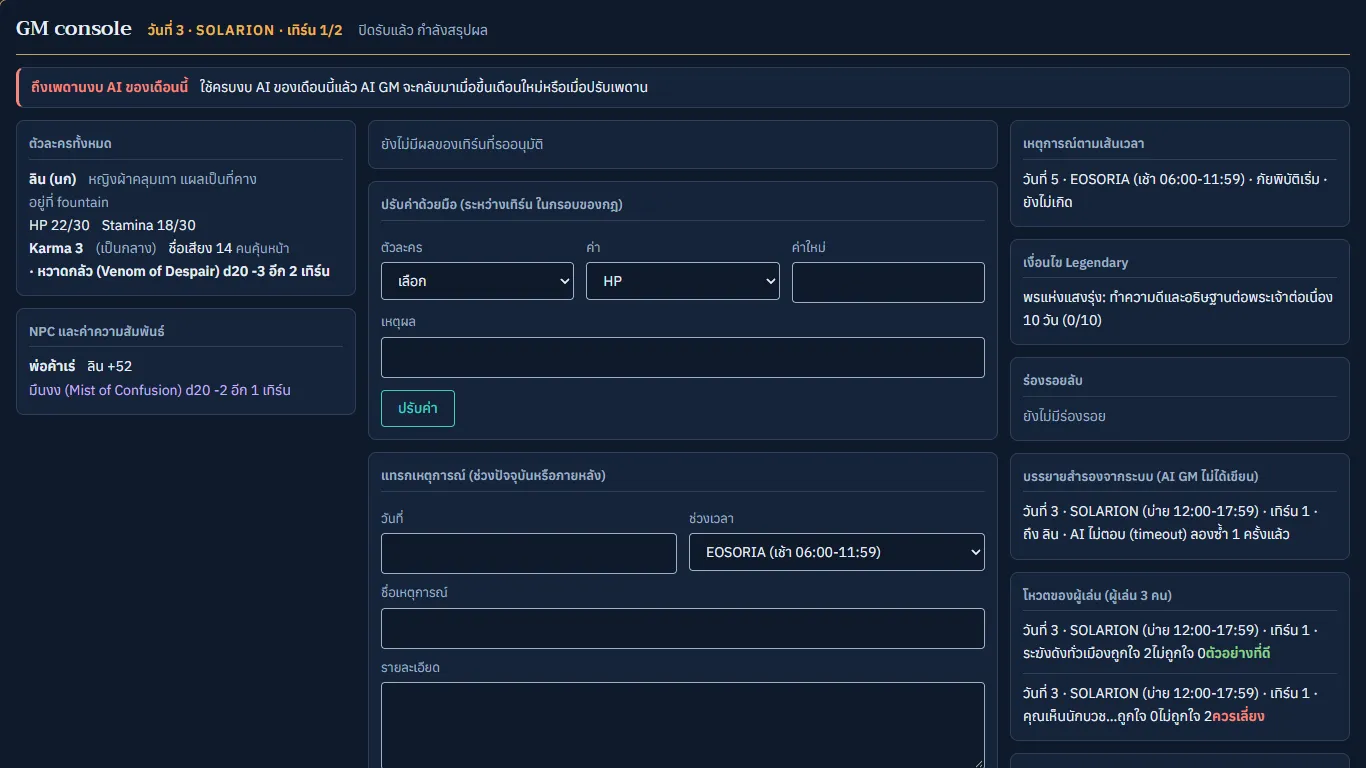 GM console วันที่ 3 · SOLARION · เทิร์น 1/2 ปิดรับแล้ว กำลังสรุปผล
ถึงเพดานงบ AI ของเดือนนี้ ใช้ครบงบ AI ของเดือนนี้แล้ว AI GM จะกลับมาเมื่อขึ้นเดือนใหม่หรือเมื่อปรับเพดาน
ตัวละครทั้งหมด
ลิน (นก) หญิงผ้าคลุมเทา แผลเป็นที่คาง
อยู่ที่ fountain
HP 22/30 Stamina 18/30
Karma 3 (เป็นกลาง) ชื่อเสียง 14 คนคุ้นหน้า
· หวาดกลัว (Venom of Despair) d20 -3 อีก 2 เทิร์น
NPC และค่าความสัมพันธ์
พ่อค้าเร่ ลิน +52
มึนงง (Mist of Confusion) d20 -2 อีก 1 เทิร์น
ยังไม่มีผลของเทิร์นที่รออนุมัติ
ปรับค่าด้วยมือ (ระหว่างเทิร์น ในกรอบของกฎ)
ตัวละคร ค่า ค่าใหม่
เลือก HP
เหตุผล
ปรับค่า
แทรกเหตุการณ์ (ช่วงปัจจุบันหรือภายหลัง)
วันที่ ช่วงเวลา
EOSORIA (เช้า 06:00-11:59)
ชื่อเหตุการณ์
รายละเอียด
เหตุการณ์ตามเส้นเวลา
วันที่ 5 · EOSORIA (เช้า 06:00-11:59) · ภัยพิบัติเริ่ม ·
ยังไม่เกิด
เงื่อนไข Legendary
พรแห่งแสงรุ่ง: ทำความดีและอธิษฐานต่อพระเจ้าต่อเนื่อง
10 วัน (0/10)
ร่องรอยลับ
ยังไม่มีร่องรอย
บรรยายสำรองจากระบบ (AI GM ไม่ได้เขียน)
วันที่ 3 · SOLARION (บ่าย 12:00-17:59) · เทิร์น 1 ·
ถึง ลิน · AI ไม่ตอบ (timeout) ลองซ้ำ 1 ครั้งแล้ว
โหวตของผู้เล่น (ผู้เล่น 3 คน)
วันที่ 3 · SOLARION (บ่าย 12:00-17:59) · เทิร์น 1 ·
ระฆังดังทั่วเมืองถูกใจ 2ไม่ถูกใจ 0ตัวอย่างที่ดี
วันที่ 3 · SOLARION (บ่าย 12:00-17:59) · เทิร์น 1 ·
คุณเห็นนักบวช…ถูกใจ 0ไม่ถูกใจ 2ควรเลี่ยง